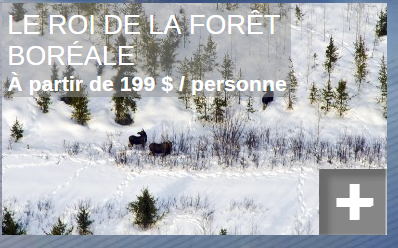 LE ROI DE LA FORÊT
BORÉALE
À partir de 199 $ / personne